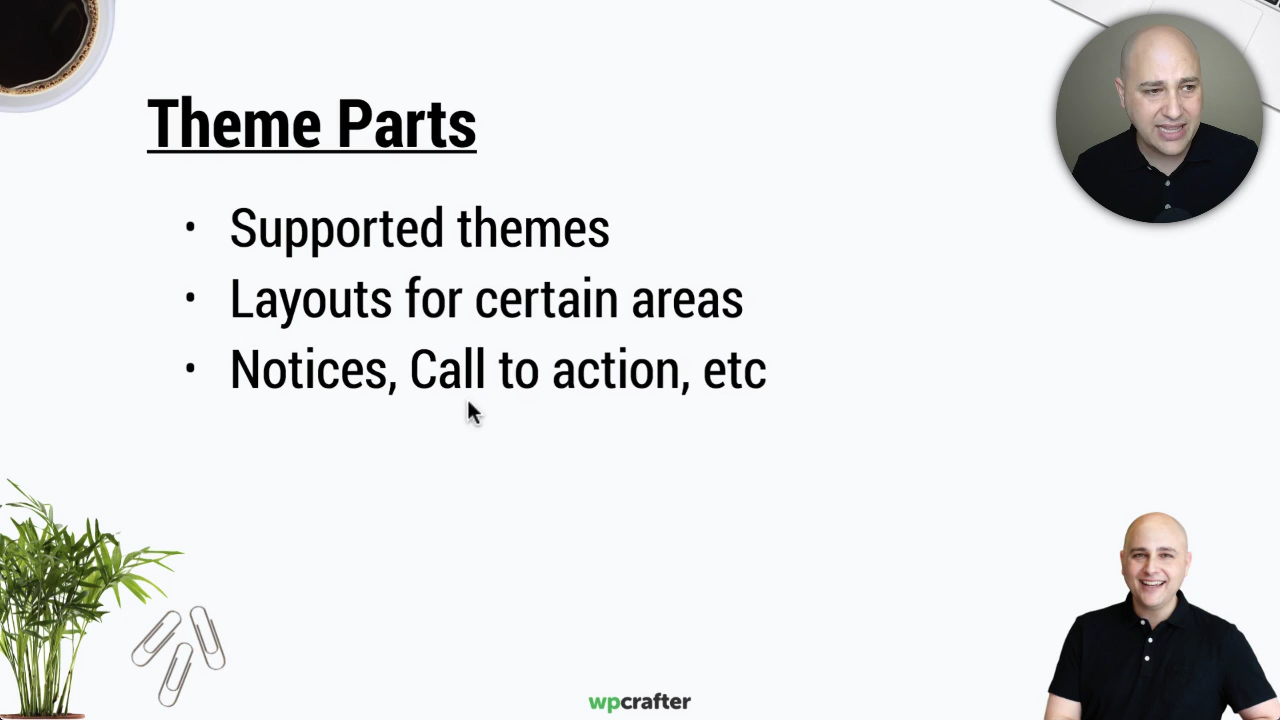 Theme Parts
• Supported themes
• Layouts for certain areas
• Notices, Call to action, etc
wpcrafter